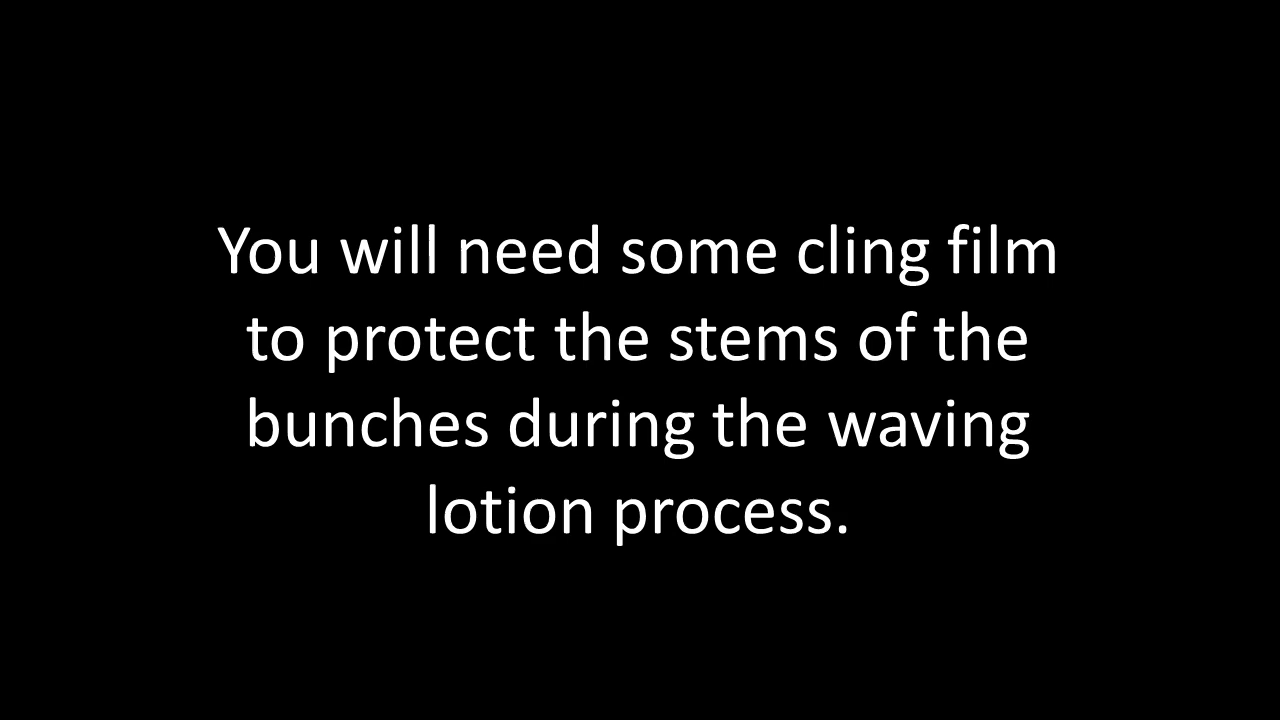 You will need some cling film
to protect the stems of the
bunches during the waving
lotion process.